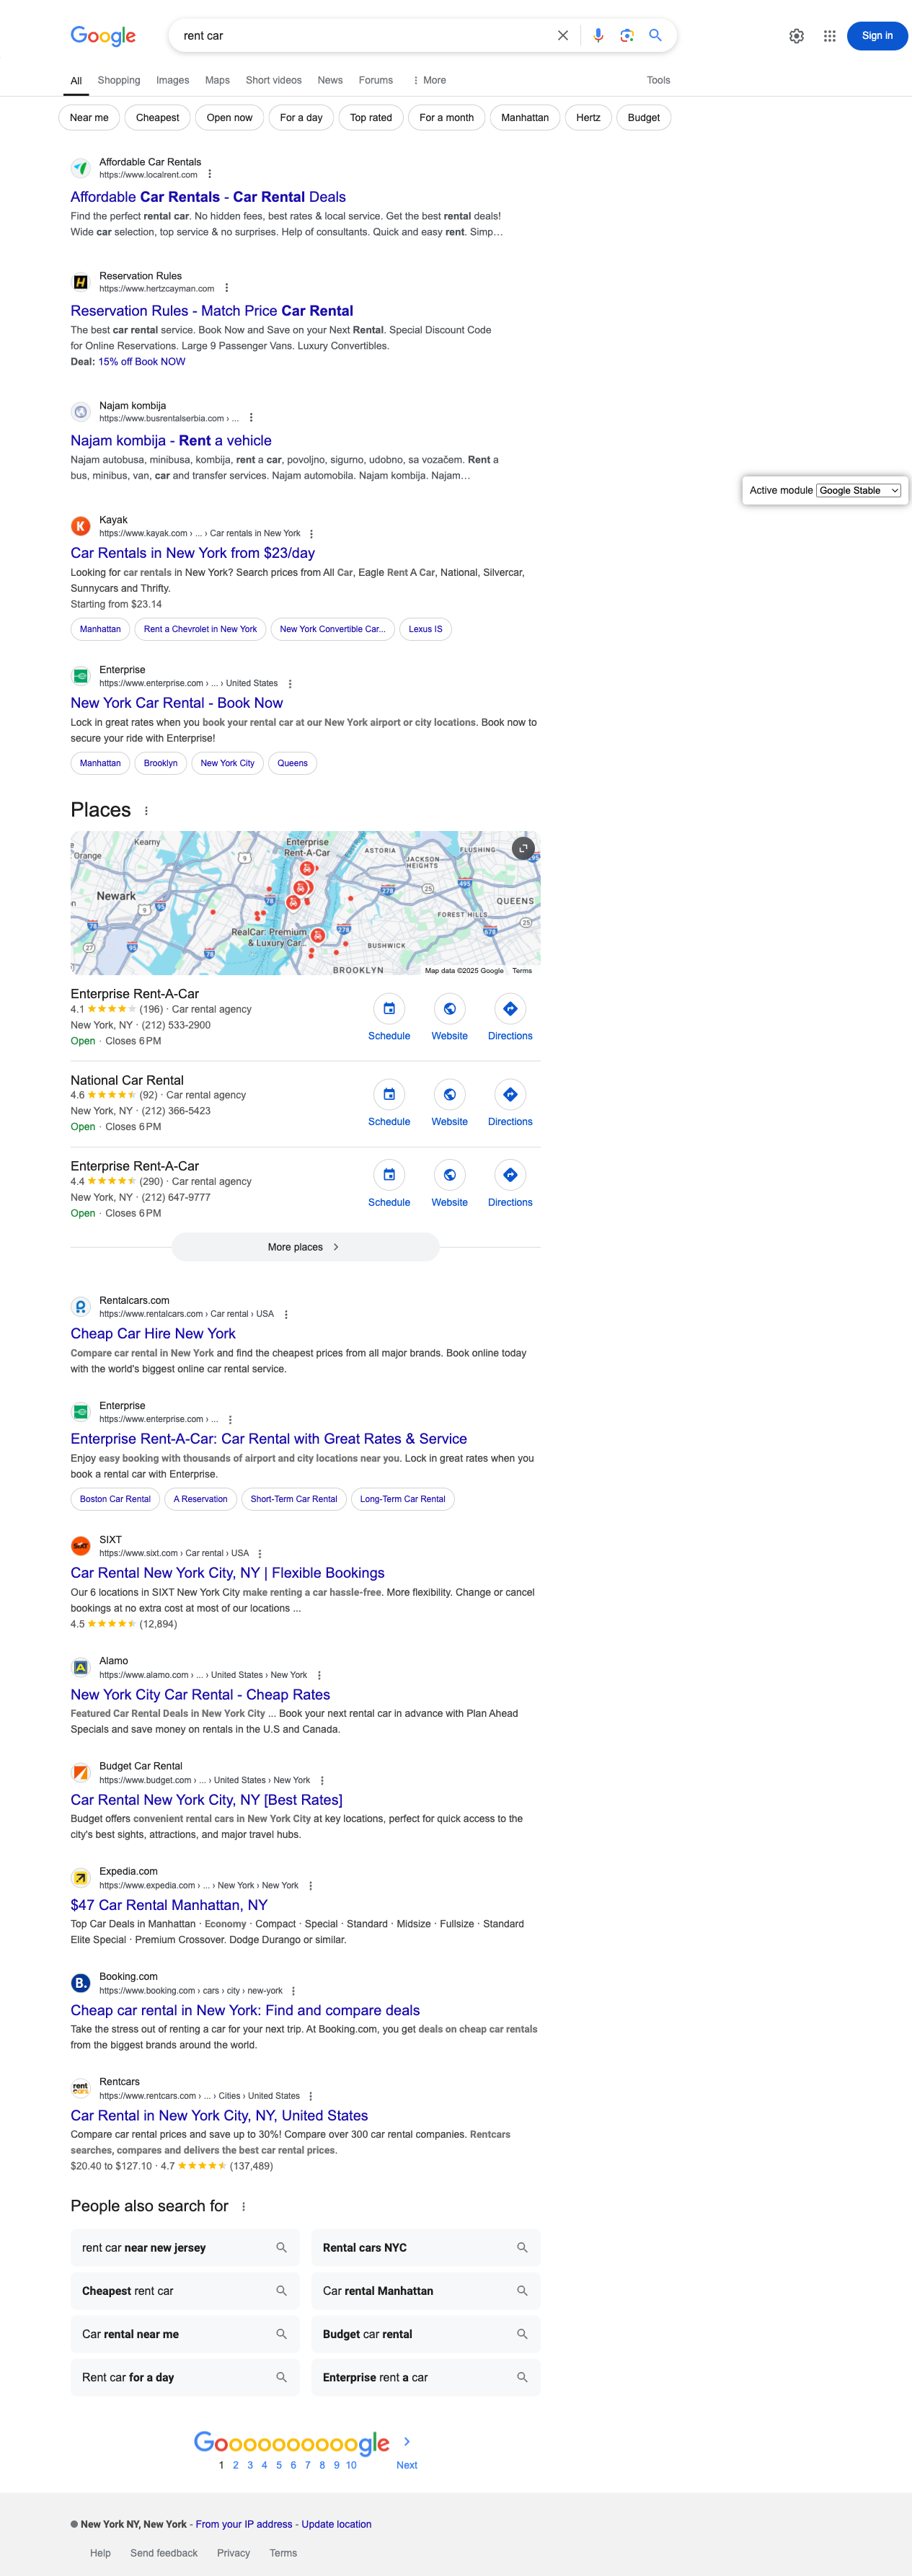 Google
rent car
Sign in
All Shopping Images Maps Short videos News Forums More Tools
Near me Cheapest Open now For a day Top rated For a month Manhattan Hertz Budget
Affordable Car Rentals
https://www.localrent.com
Affordable Car Rentals - Car Rental Deals
Find the perfect rental car. No hidden fees, best rates & local service. Get the best rental deals!
Wide car selection, top service & no surprises. Help of consultants. Quick and easy rent. Simp...
Reservation Rules
https://www.hertzcayman.com
Reservation Rules - Match Price Car Rental
The best car rental service. Book Now and Save on your Next Rental. Special Discount Code
for Online Reservations. Large 9 Passenger Vans. Luxury Convertibles.
Deal: 15% off Book NOW
Najam kombija
https://www.busrentalserbia.com › ...
Najam kombija - Rent a vehicle
Najam autobusa, minibusa, kombija, rent a car, povoljno, sigurno, udobno, sa vozačem. Rent a
bus, minibus, van, car and transfer services. Najam automobila. Najam kombija. Najam...
Active module Google Stable
Kayak
https://www.kayak.com › ... › Car rentals in New York
Car Rentals in New York from $23/day
Looking for car rentals in New York? Search prices from All Car, Eagle Rent A Car, National, Silvercar,
Sunnycars and Thrifty.
Starting from $23.14
Manhattan Rent a Chevrolet in New York New York Convertible Car... Lexus IS
Enterprise
https://www.enterprise.com › ... › United States
New York Car Rental - Book Now
Lock in great rates when you book your rental car at our New York airport or city locations. Book now to
secure your ride with Enterprise!
Manhattan Brooklyn New York City Queens
Places
Kearny
Orange
Enterprise
Rent-A-Car
ASTORIA
JACKSON
HEIGHTS
FLUSHING
Newark
QUEENS
FOREST HILLS
RealCar: Premium
& Luxury Car...
BUSHWICK
BROOKLYN
Map data ©2025 Google Terms
Enterprise Rent-A-Car
4.1 (196) · Car rental agency
New York, NY · (212) 533-2900
Open · Closes 6 PM
Schedule Website Directions
National Car Rental
4.6 (92) · Car rental agency
New York, NY · (212) 366-5423
Open · Closes 6 PM
Schedule Website Directions
Enterprise Rent-A-Car
4.4 (290) · Car rental agency
New York, NY · (212) 647-9777
Open · Closes 6 PM
Schedule Website Directions
More places
Rentalcars.com
https://www.rentalcars.com › Car rental › USA
Cheap Car Hire New York
Compare car rental in New York and find the cheapest prices from all major brands. Book online today
with the world's biggest online car rental service.
Enterprise
https://www.enterprise.com › ...
Enterprise Rent-A-Car: Car Rental with Great Rates & Service
Enjoy easy booking with thousands of airport and city locations near you. Lock in great rates when you
book a rental car with Enterprise.
Boston Car Rental A Reservation Short-Term Car Rental Long-Term Car Rental
SIXT
https://www.sixt.com › Car rental › USA
Car Rental New York City, NY | Flexible Bookings
Our 6 locations in SIXT New York City make renting a car hassle-free. More flexibility. Change or cancel
bookings at no extra cost at most of our locations ...
4.5 (12,894)
Alamo
https://www.alamo.com › ... › United States › New York
New York City Car Rental - Cheap Rates
Featured Car Rental Deals in New York City ... Book your next rental car in advance with Plan Ahead
Specials and save money on rentals in the U.S and Canada.
Budget Car Rental
https://www.budget.com › ... › United States › New York
Car Rental New York City, NY [Best Rates]
Budget offers convenient rental cars in New York City at key locations, perfect for quick access to the
city's best sights, attractions, and major travel hubs.
Expedia.com
https://www.expedia.com › ... › New York › New York
$47 Car Rental Manhattan, NY
Top Car Deals in Manhattan · Economy · Compact · Special · Standard · Midsize · Fullsize · Standard
Elite Special · Premium Crossover. Dodge Durango or similar.
Booking.com
https://www.booking.com › cars › city › new-york
Cheap car rental in New York: Find and compare deals
Take the stress out of renting a car for your next trip. At Booking.com, you get deals on cheap car rentals
from the biggest brands around the world.
Rentcars
https://www.rentcars.com › ... › Cities › United States
Car Rental in New York City, NY, United States
Compare car rental prices and save up to 30%! Compare over 300 car rental companies. Rentcars
searches, compares and delivers the best car rental prices.
$20.40 to $127.10 · 4.7 (137,489)
People also search for
rent car near new jersey Rental cars NYC
Cheapest rent car Car rental Manhattan
Car rental near me Budget car rental
Rent car for a day Enterprise rent a car
Goooooooooogle
1 2 3 4 5 6 7 8 9 10 Next
New York NY, New York - From your IP address - Update location
Help Send feedback Privacy Terms